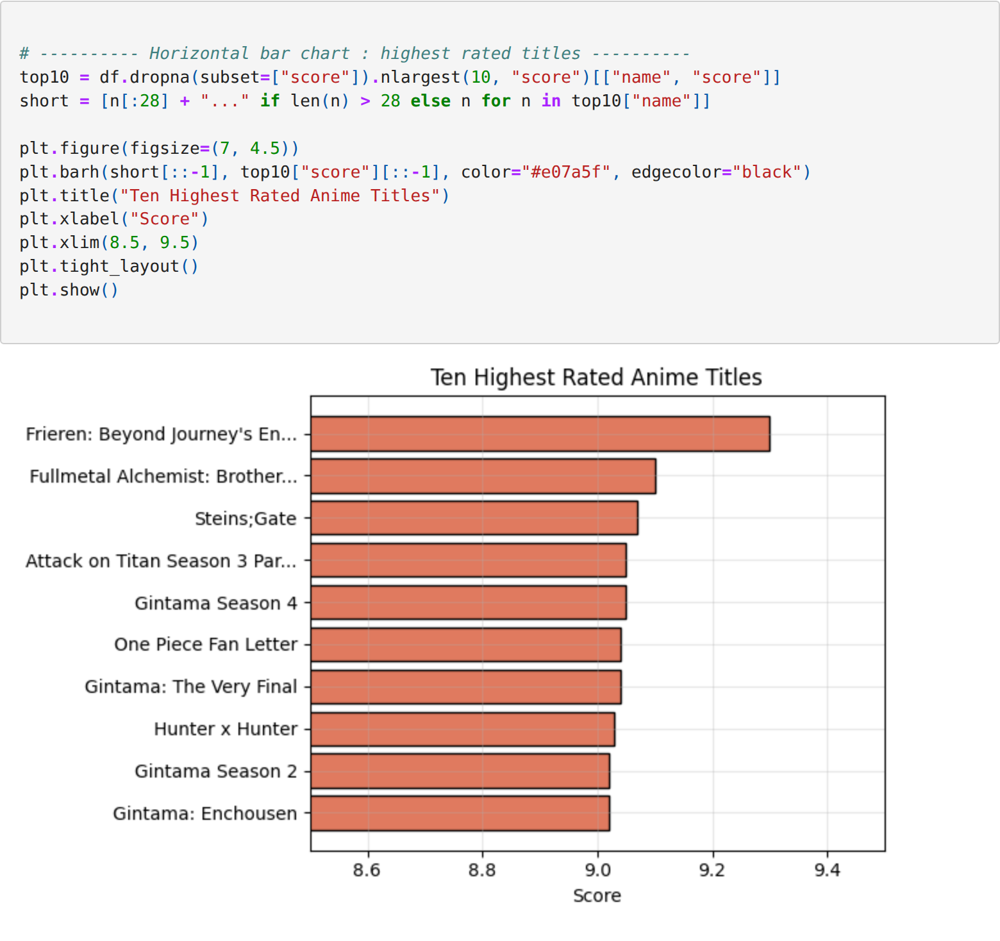 # ---------- Horizontal bar chart : highest rated titles ----------
top10 = df.dropna(subset=["score"]).nlargest(10, "score")[["name", "score"]]
short = [n[:28] + "..." if len(n) > 28 else n for n in top10["name"]]
plt.figure(figsize=(7, 4.5))
plt.barh(short[::-1], top10["score"][::-1], color="#e07a5f", edgecolor="black")
plt.title("Ten Highest Rated Anime Titles")
plt.xlabel("Score")
plt.xlim(8.5, 9.5)
plt.tight_layout()
plt.show()
Ten Highest Rated Anime Titles
Frieren: Beyond Journey's En...
Fullmetal Alchemist: Brother...
Steins;Gate
Attack on Titan Season 3 Par...
Gintama Season 4
One Piece Fan Letter
Gintama: The Very Final
Hunter x Hunter
Gintama Season 2
Gintama: Enchousen
8.6 8.8 9.0 9.2 9.4
Score